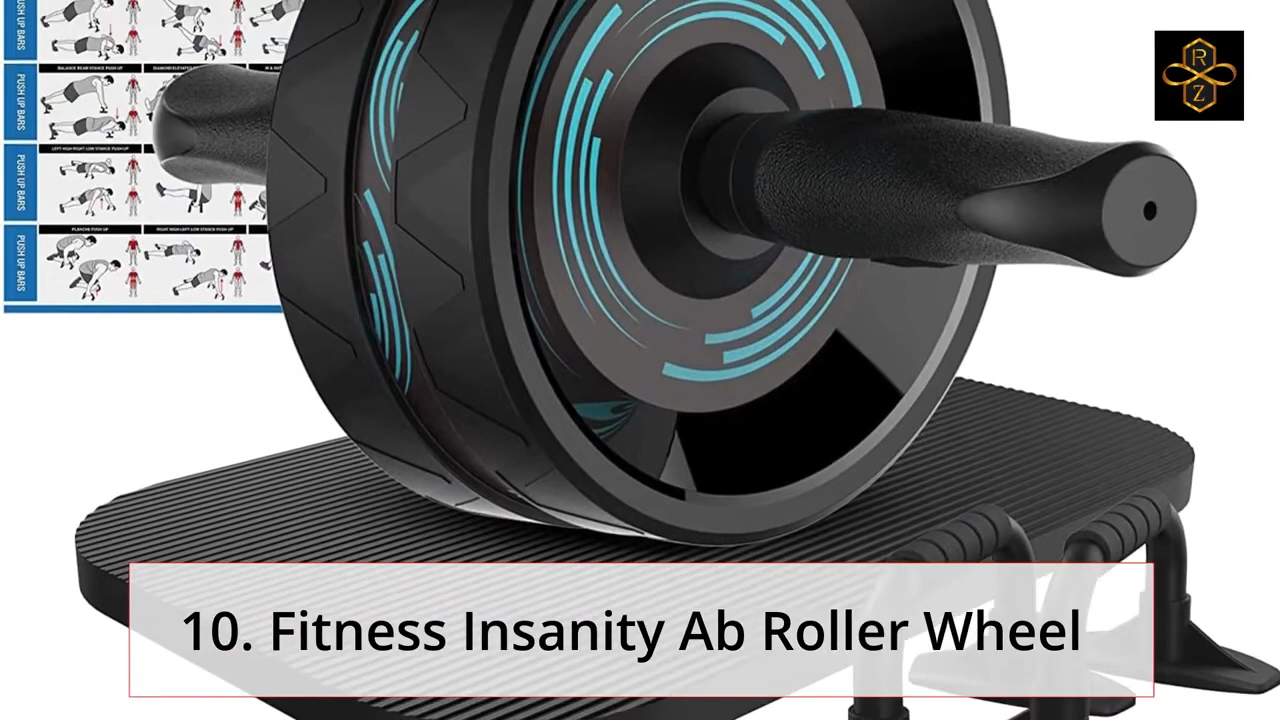 PUSH UP BARS
BALANCE BEAM STANCE PUSH UP
PUSH UP BARS
LEFT HIGH RIGHT LOW STANCE PUSH UP
PUSH UP BARS
PLANCHE PUSH UP
RIGHT HIGH LEFT LOW STANCE PUSH UP
PUSH UP BARS
R
Z
10. Fitness Insanity Ab Roller Wheel